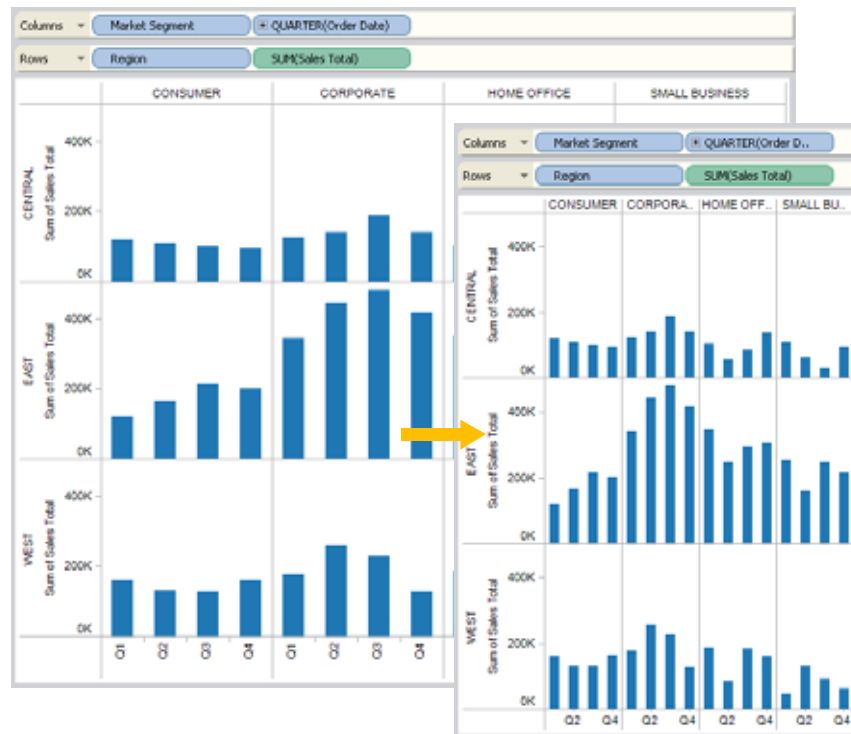 Columns Market Segment QUARTER(Order Date)
Rows Region SUM(Sales Total)
CONSUMER CORPORATE HOME OFFICE SMALL BUSINESS
CENTRAL
Sum of Sales Total
400K
200K
0K
EAST
Sum of Sales Total
400K
200K
0K
WEST
Sum of Sales Total
400K
200K
0K
Q1 Q2 Q3 Q4 Q1 Q2 Q3 Q4
Columns Market Segment QUARTER(Order D..
Rows Region SUM(Sales Total)
CONSUMER CORPORA.. HOME OFF.. SMALL BU..
CENTRAL
Sum of Sales Total
400K
200K
0K
EAST
Sum of Sales Total
400K
200K
0K
WEST
Sum of Sales Total
400K
200K
0K
Q2 Q4 Q2 Q4 Q2 Q4 Q2 Q4